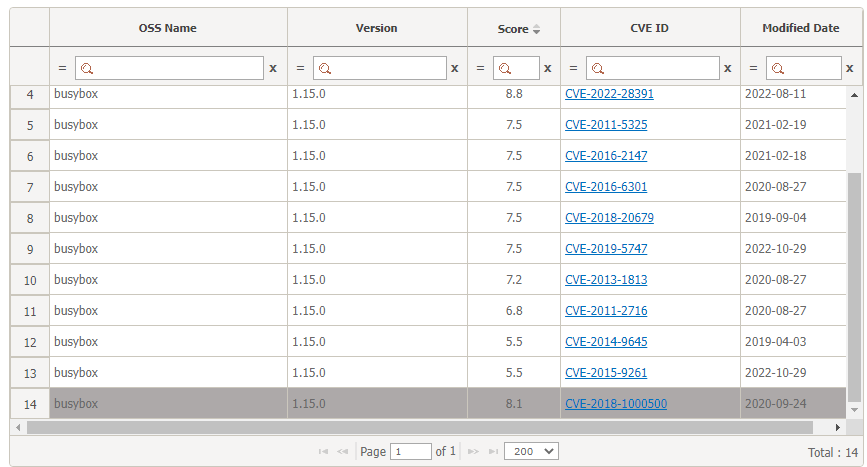 OSS Name Version Score CVE ID Modified Date
= x = x = x = x = x
4 busybox 1.15.0 8.8 CVE-2022-28391 2022-08-11
5 busybox 1.15.0 7.5 CVE-2011-5325 2021-02-19
6 busybox 1.15.0 7.5 CVE-2016-2147 2021-02-18
7 busybox 1.15.0 7.5 CVE-2016-6301 2020-08-27
8 busybox 1.15.0 7.5 CVE-2018-20679 2019-09-04
9 busybox 1.15.0 7.5 CVE-2019-5747 2022-10-29
10 busybox 1.15.0 7.2 CVE-2013-1813 2020-08-27
11 busybox 1.15.0 6.8 CVE-2011-2716 2020-08-27
12 busybox 1.15.0 5.5 CVE-2014-9645 2019-04-03
13 busybox 1.15.0 5.5 CVE-2015-9261 2022-10-29
14 busybox 1.15.0 8.1 CVE-2018-1000500 2020-09-24
Page 1 of 1 200 Total : 14